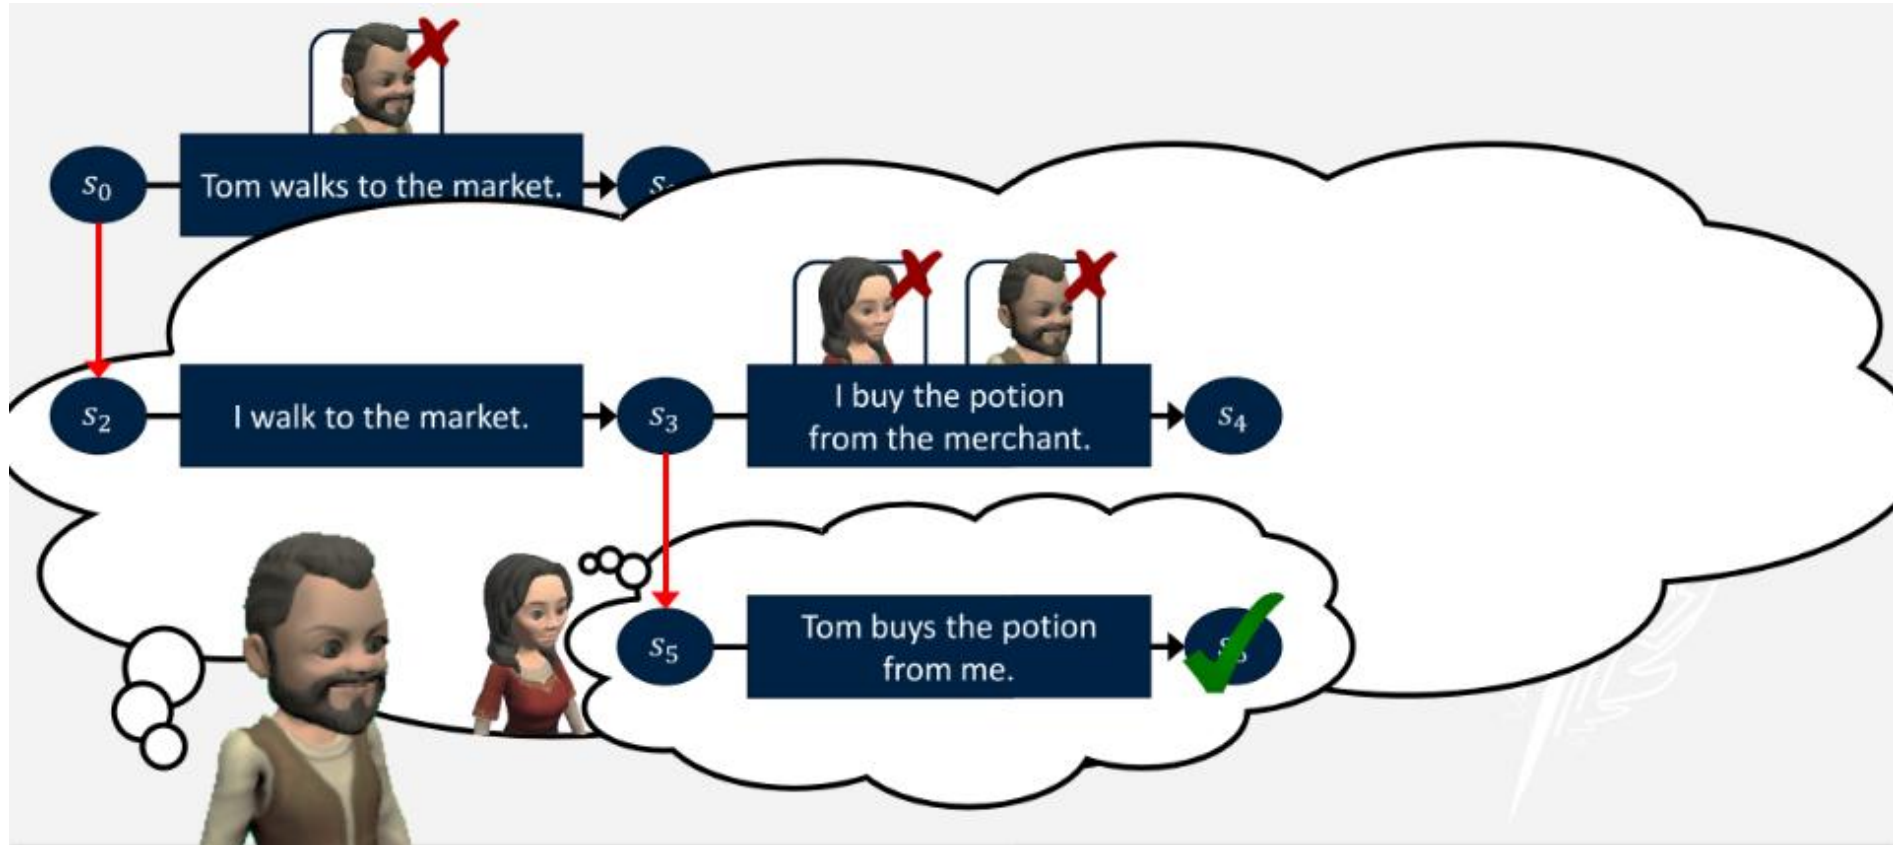 s₀
Tom walks to the market.
s₂
I walk to the market.
s₃
I buy the potion
from the merchant.
s₄
s₅
Tom buys the potion
from me.